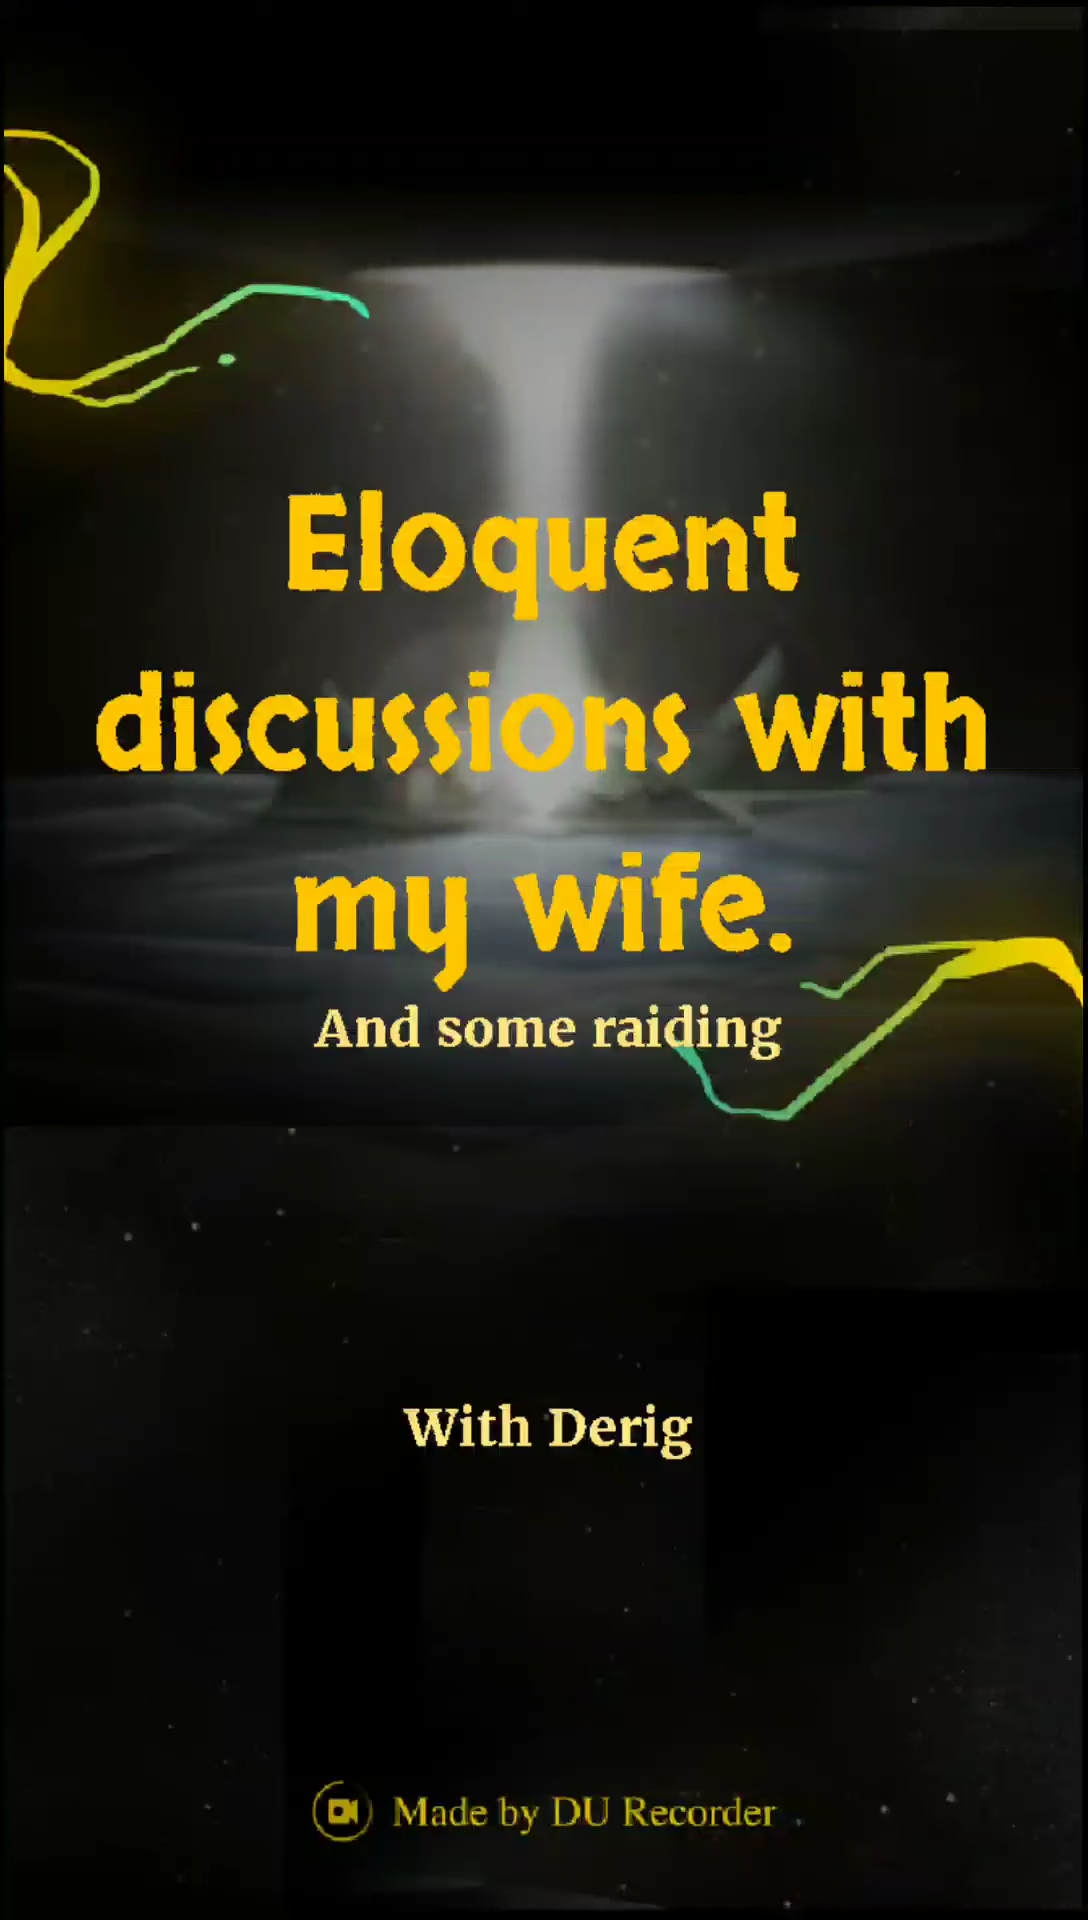 Eloquent
discussions with
my wife.
And some raiding
With Derig
Made by DU Recorder